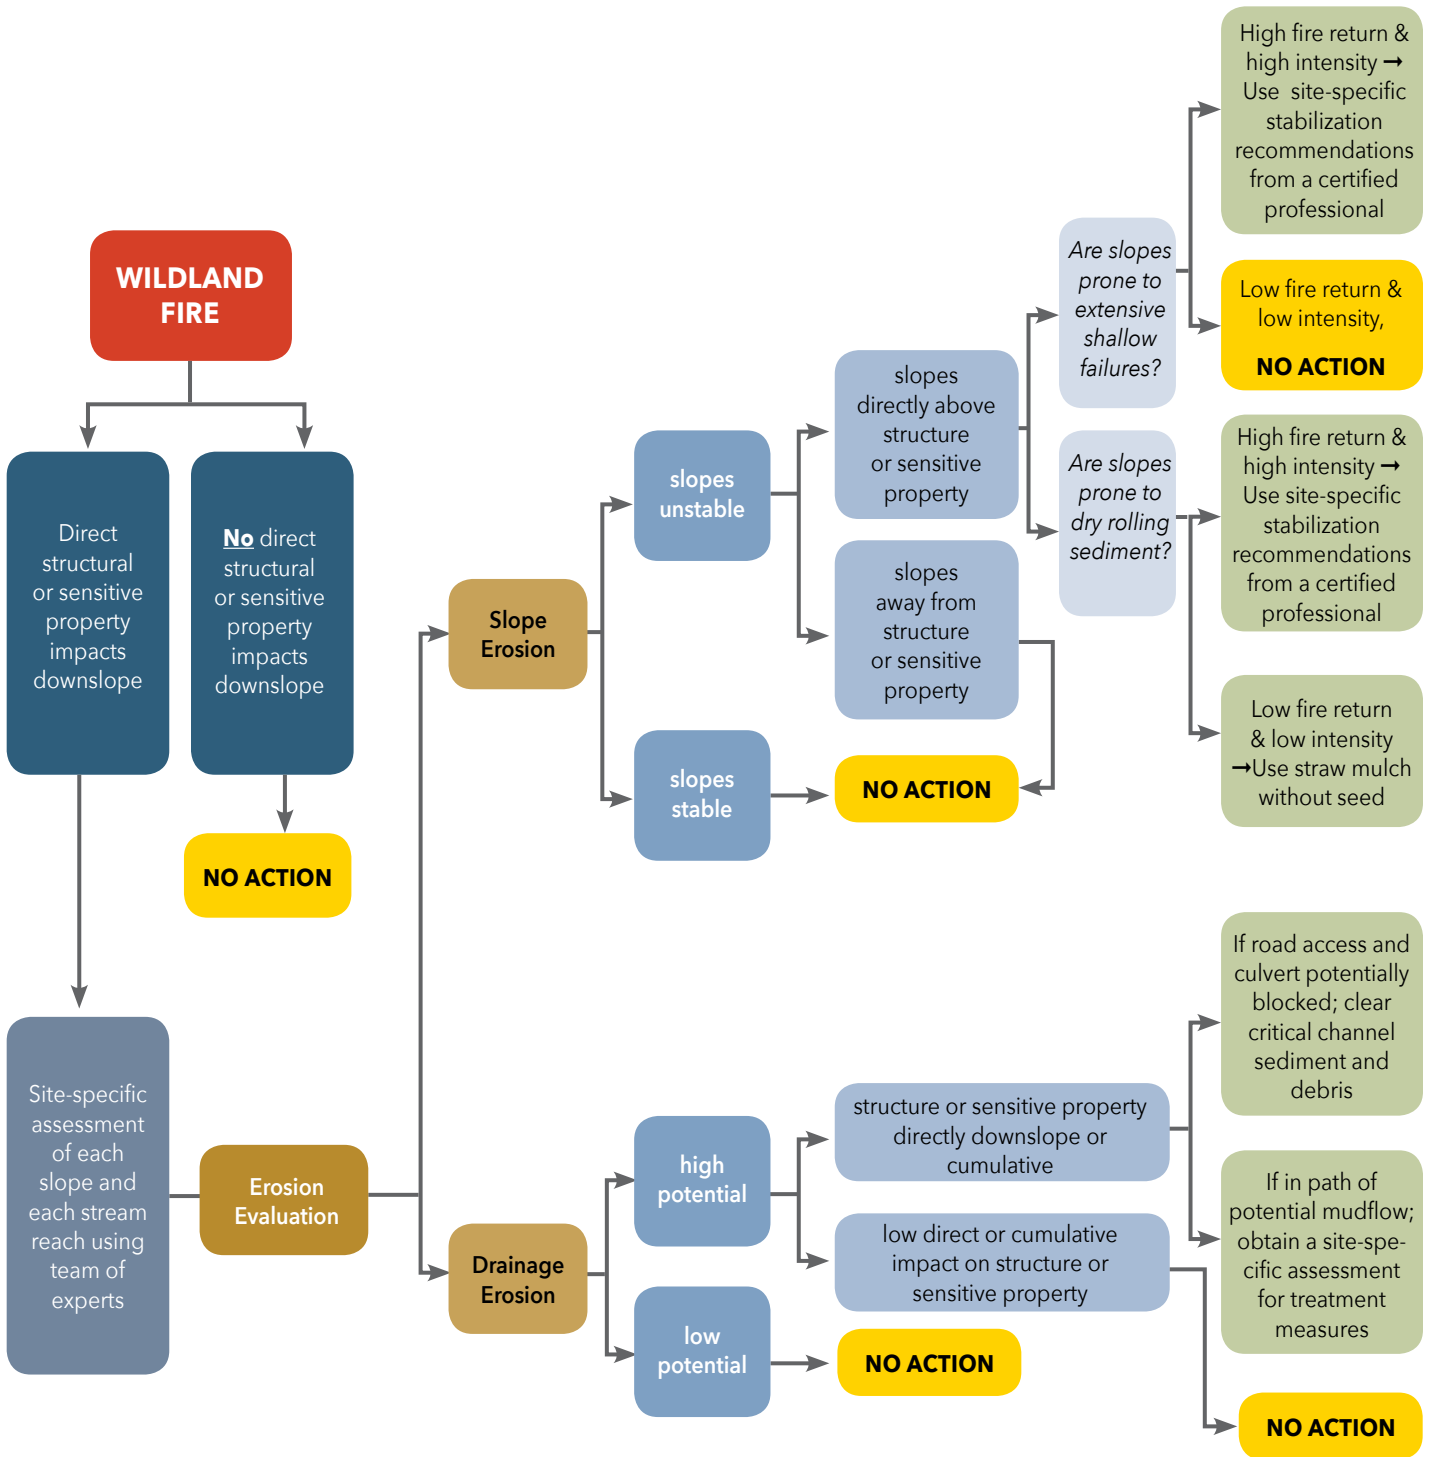 WILDLAND
FIRE
Direct
structural
or sensitive
property
impacts
downslope
No direct
structural
or sensitive
property
impacts
downslope
NO ACTION
Site-specific
assessment
of each
slope and
each stream
reach using
team of
experts
Erosion
Evaluation
Slope
Erosion
slopes
unstable
slopes
directly above
structure
or sensitive
property
Are slopes
prone to
extensive
shallow
failures?
High fire return &
high intensity ➞
Use site-specific
stabilization
recommendations
from a certified
professional
Low fire return &
low intensity,
NO ACTION
Are slopes
prone to
dry rolling
sediment?
High fire return &
high intensity ➞
Use site-specific
stabilization
recommendations
from a certified
professional
Low fire return
& low intensity
➞Use straw mulch
without seed
slopes
away from
structure
or sensitive
property
slopes
stable
NO ACTION
Drainage
Erosion
high
potential
structure or sensitive property
directly downslope or
cumulative
If road access and
culvert potentially
blocked; clear
critical channel
sediment and
debris
If in path of
potential mudflow;
obtain a site-spe-
cific assessment
for treatment
measures
low direct or cumulative
impact on structure or
sensitive property
NO ACTION
low
potential
NO ACTION